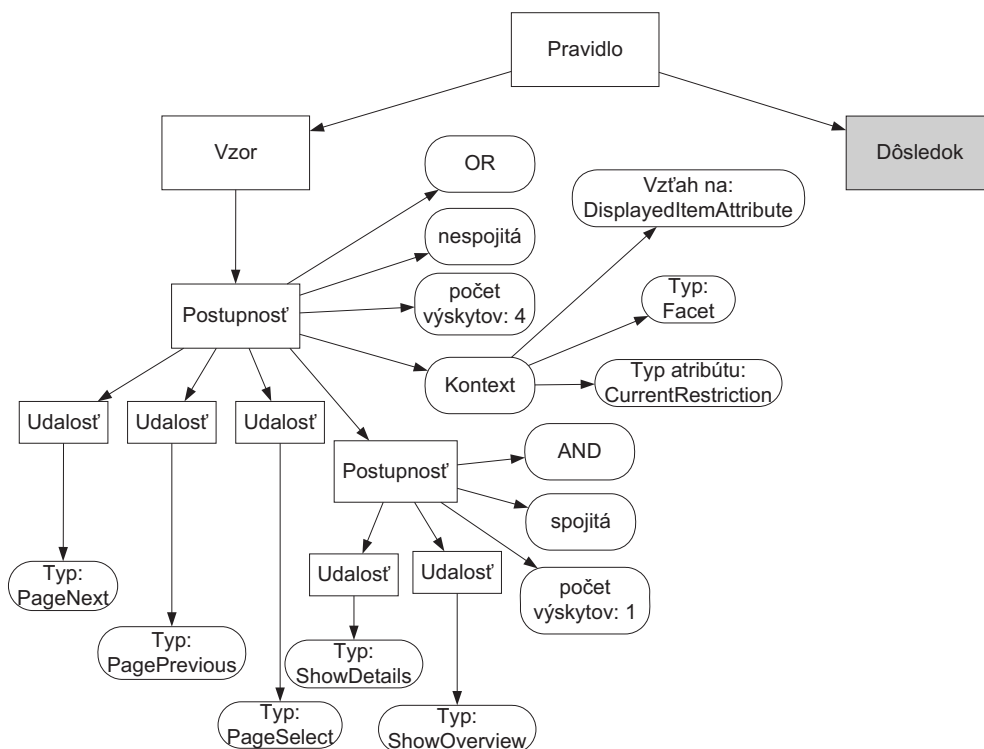 Pravidlo
Vzor
Dôsledok
OR
Vzťah na:
DisplayedItemAttribute
nespojitá
počet
výskytov: 4
Typ:
Facet
Postupnosť
Kontext
Typ atribútu:
CurrentRestriction
Udalosť
Udalosť
Udalosť
Postupnosť
AND
spojitá
Udalosť
Udalosť
počet
výskytov: 1
Typ:
PageNext
Typ:
PagePrevious
Typ:
ShowDetails
Typ:
PageSelect
Typ:
ShowOverview